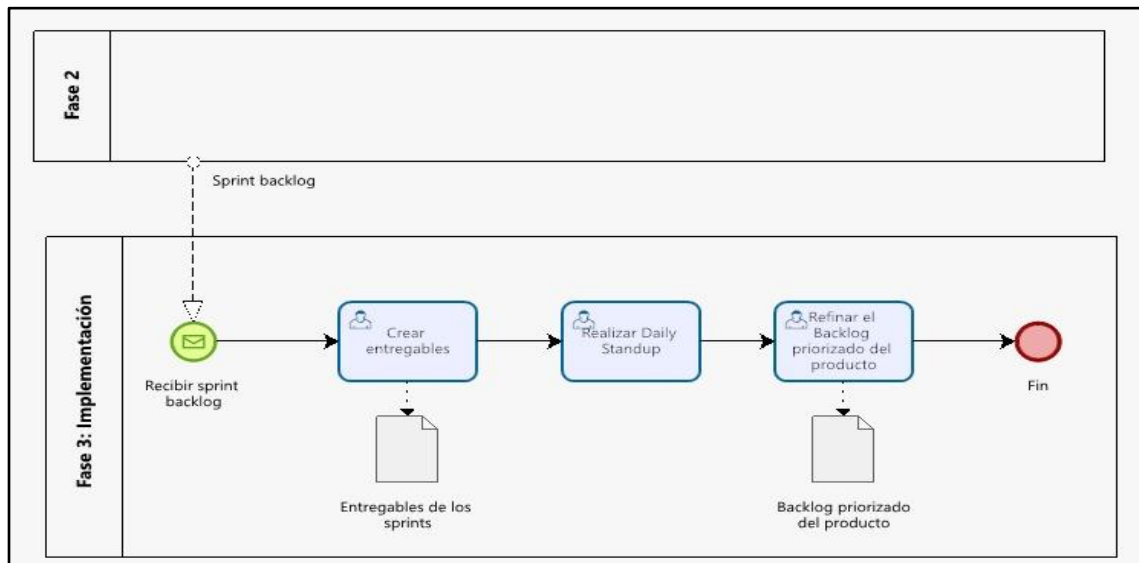 Fase 2
Sprint backlog
Fase 3: Implementación
Recibir sprint
backlog
Crear
entregables
Realizar Daily
Standup
Refinar el
Backlog
priorizado del
producto
Fin
Entregables de los
sprints
Backlog priorizado
del producto